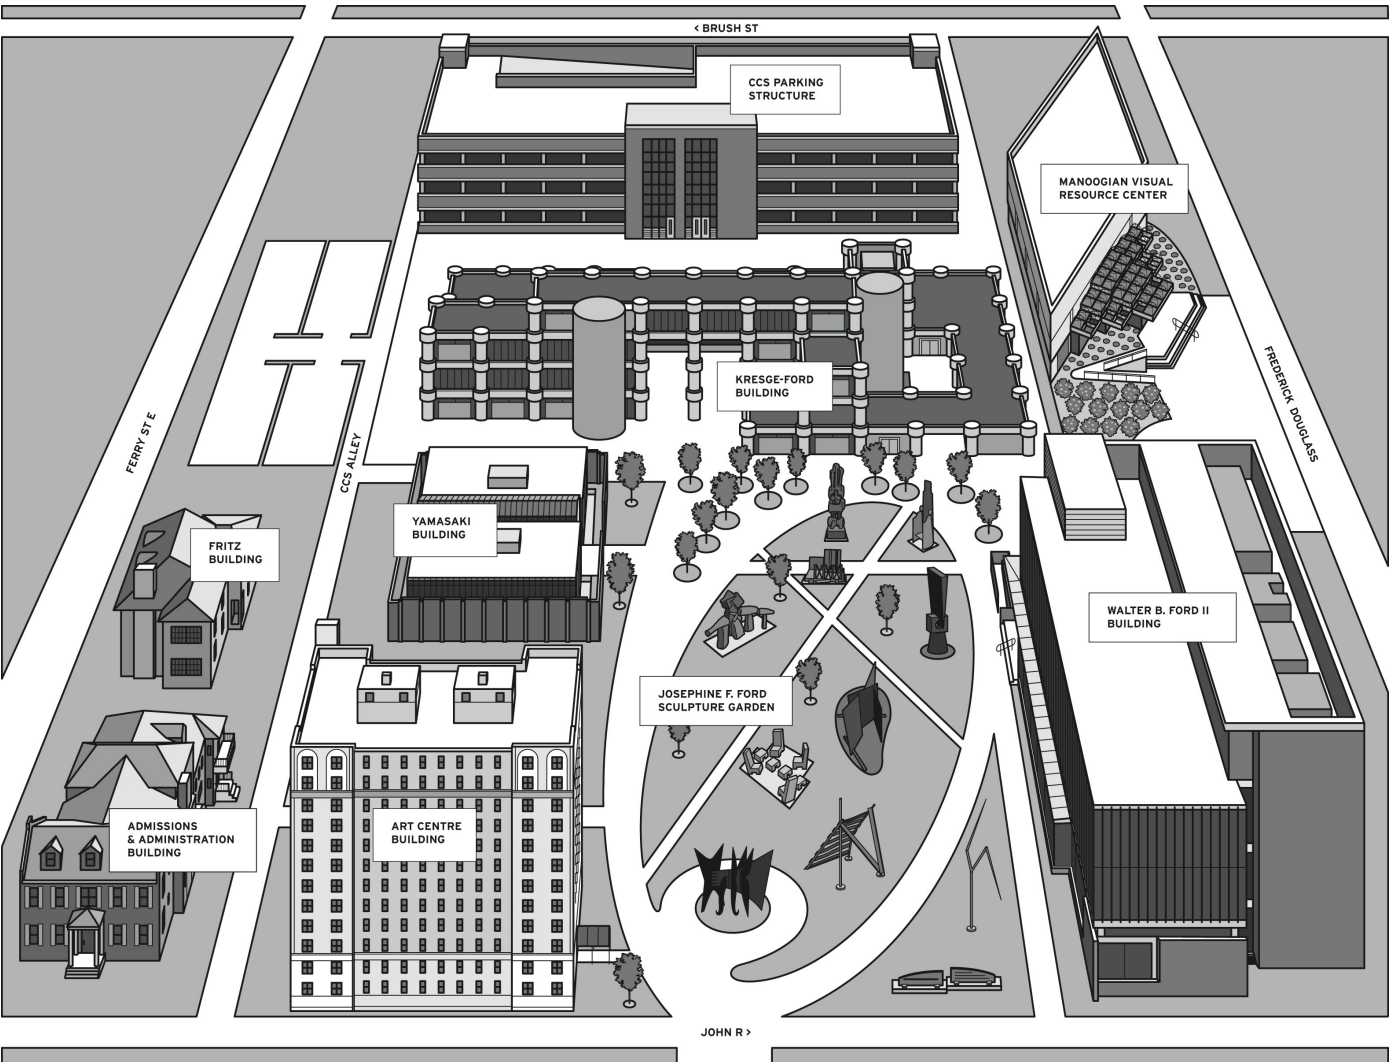 < BRUSH ST
CCS PARKING
STRUCTURE
MANOOGIAN VISUAL
RESOURCE CENTER
KRESGE-FORD
BUILDING
FREDERICK DOUGLASS
FERRY ST E
CCS ALLEY
YAMASAKI
BUILDING
FRITZ
BUILDING
WALTER B. FORD II
BUILDING
JOSEPHINE F. FORD
SCULPTURE GARDEN
ADMISSIONS
& ADMINISTRATION
BUILDING
ART CENTRE
BUILDING
JOHN R >